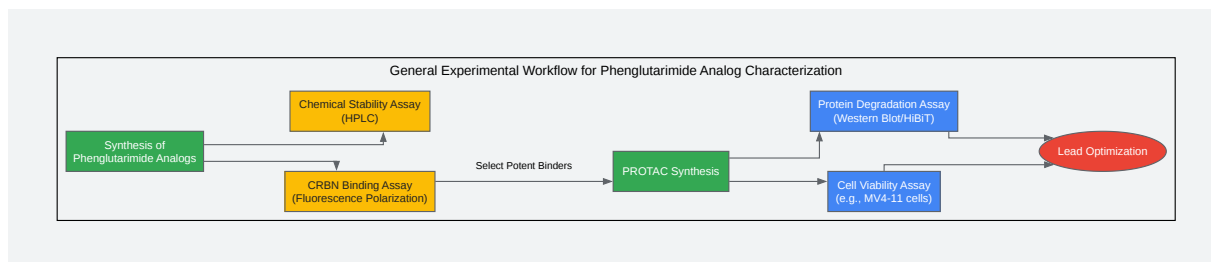 General Experimental Workflow for Phenglutarimide Analog Characterization
Synthesis of
Phenglutarimide Analogs
Chemical Stability Assay
(HPLC)
CRBN Binding Assay
(Fluorescence Polarization)
Select Potent Binders
PROTAC Synthesis
Protein Degradation Assay
(Western Blot/HiBiT)
Cell Viability Assay
(e.g., MV4-11 cells)
Lead Optimization